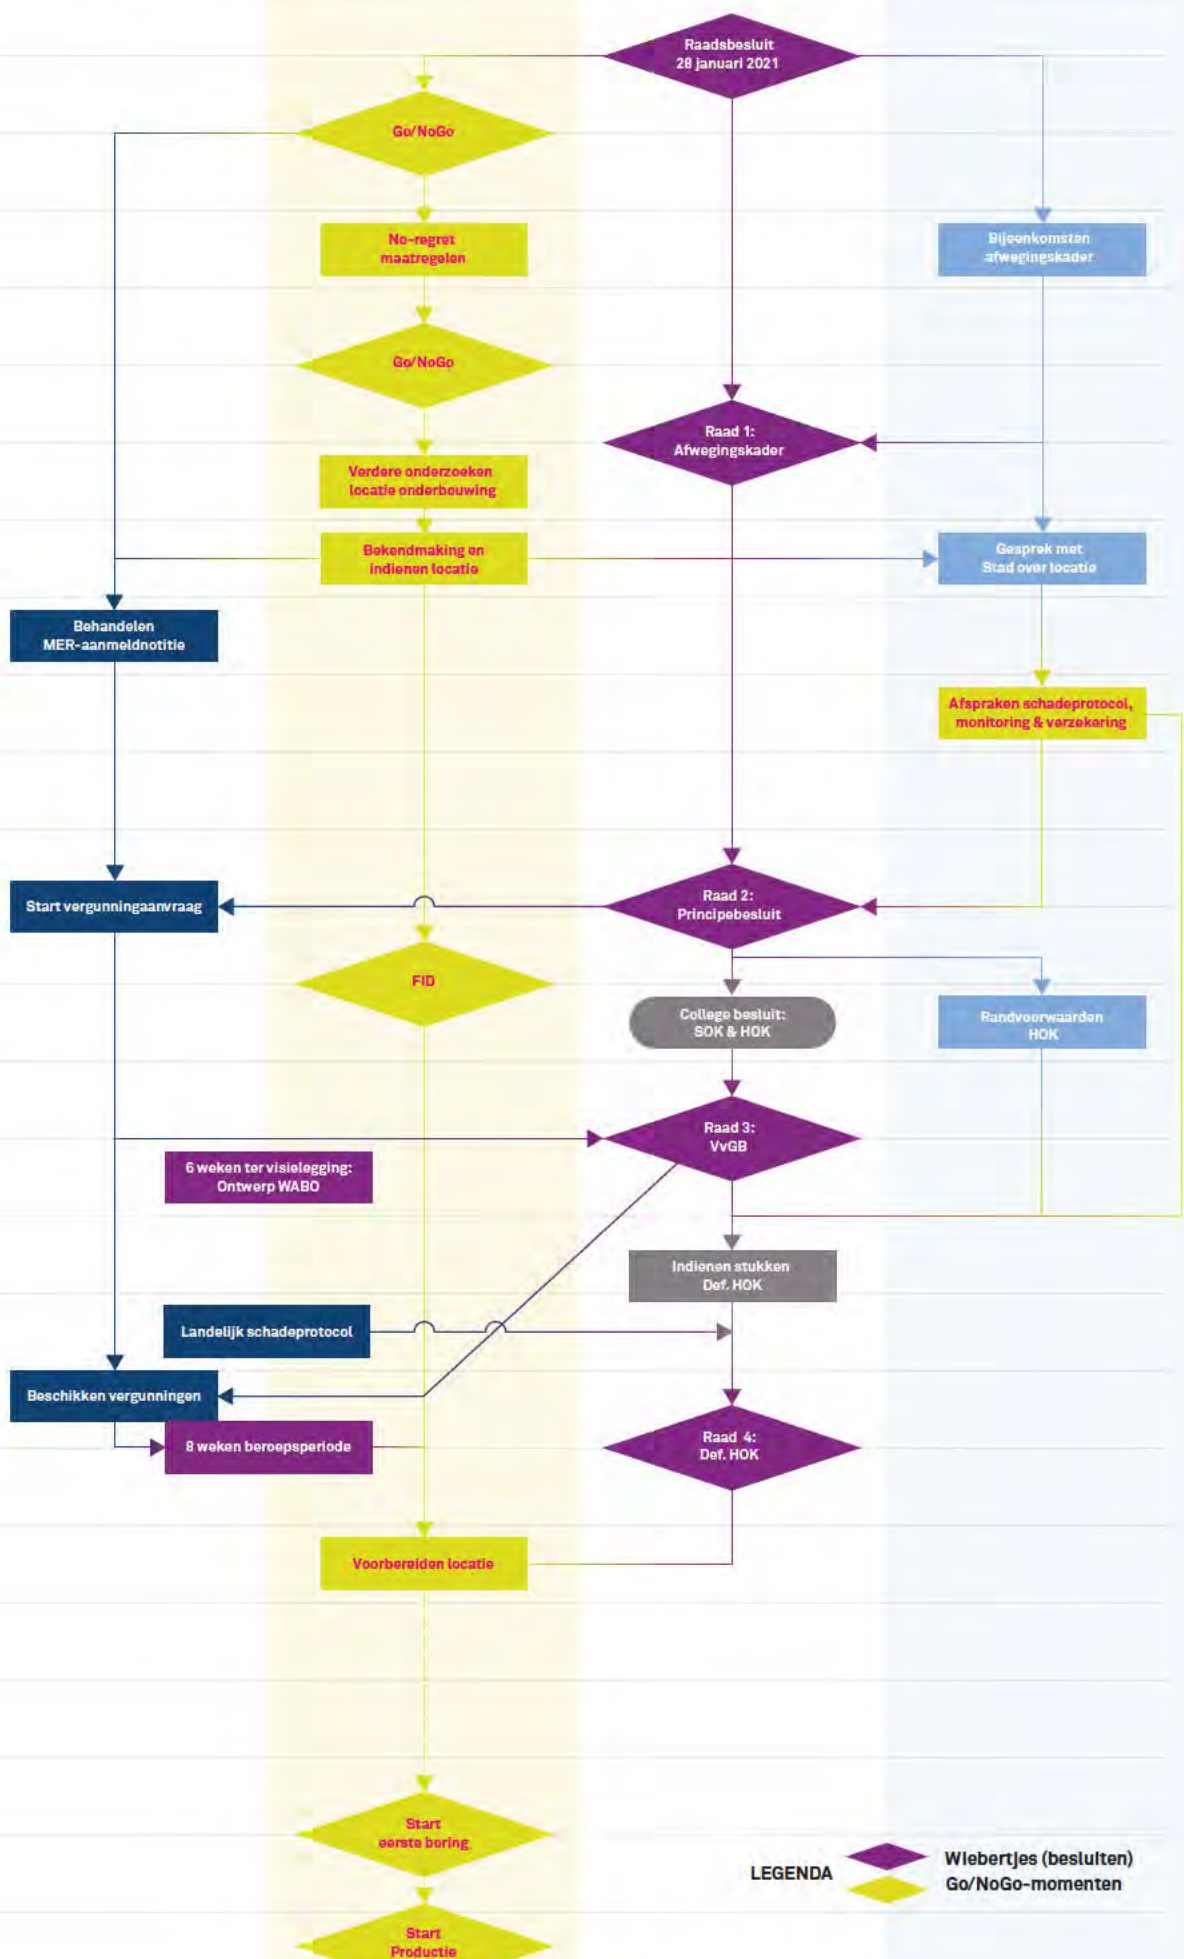 Raadsbesluit
28 januari 2021
Go/NoGo
No-regret
maatregelen
Bijeenkomsten
afwegingskader
Go/NoGo
Raad 1:
Afwegingskader
Verdere onderzoeken
locatie onderbouwing
Bekendmaking en
indienen locatie
Gesprek met
Stad over locatie
Behandelen
MER-aanmeldnotitie
Afspraken schadeprotocol,
monitoring & verzekering
Start vergunningaanvraag
Raad 2:
Principebesluit
FID
College besluit:
SOK & HOK
Randvoorwaarden
HOK
Raad 3:
VvGB
6 weken ter visielegging:
Ontwerp WABO
Indienen stukken
Def. HOK
Landelijk schadeprotocol
Beschikken vergunningen
8 weken beroepsperiode
Raad 4:
Def. HOK
Voorbereiden locatie
Start
eerste boring
LEGENDA
Wiebertjes (besluiten)
Go/NoGo-momenten
Start
Productie